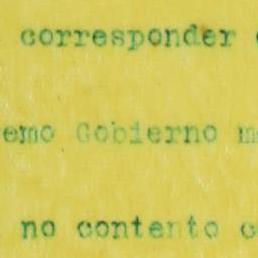 corresponder
emo Gobierno m
no contento c